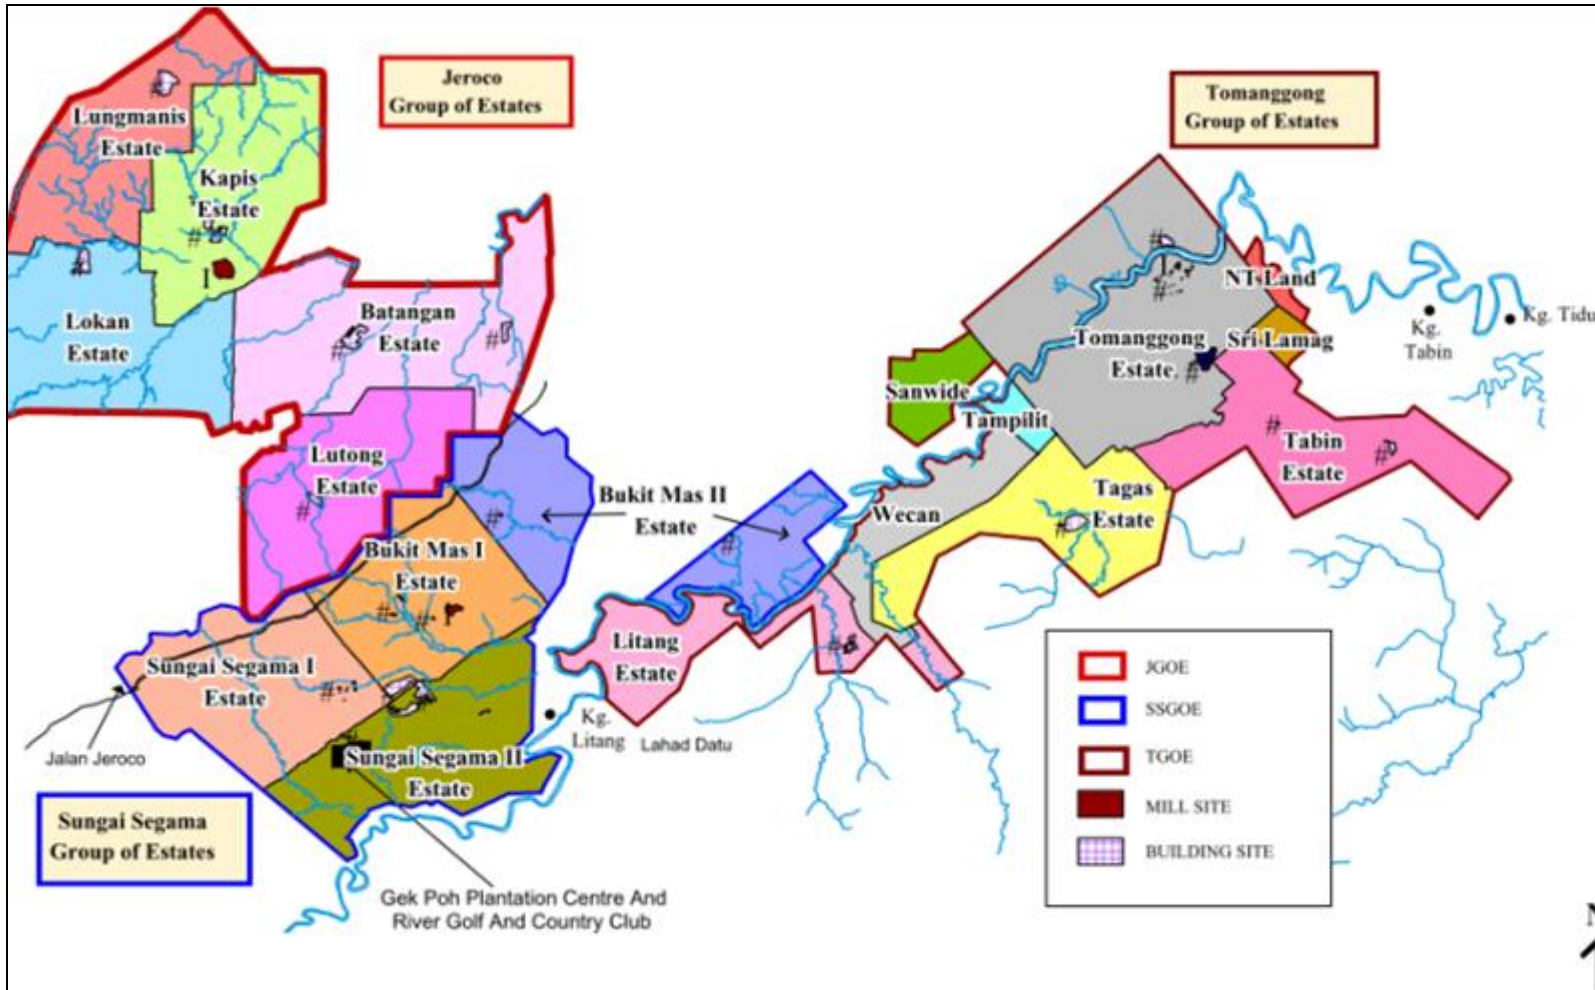 Jeroco
Group of Estates
Tomanggong
Group of Estates
Lungmanis
Estate
Kapis
Estate
Lokan
Estate
Batangan
Estate
Lutong
Estate
Bukit Mas I
Estate
Bukit Mas II
Estate
Sungai Segama I
Estate
Sungai Segama II
Estate
Jalan Jeroco
Sungai Segama
Group of Estates
Gek Poh Plantation Centre And
River Golf And Country Club
Kg.
Litang
Lahad Datu
Litang
Estate
Wecan
Sanwide
Tampilit
Tomanggong
Estate
NT Land
Sri Lamag
Kg.
Tabin
Kg. Tidu
Tabin
Estate
Tagas
Estate
JGOE
SSGOE
TGOE
MILL SITE
BUILDING SITE